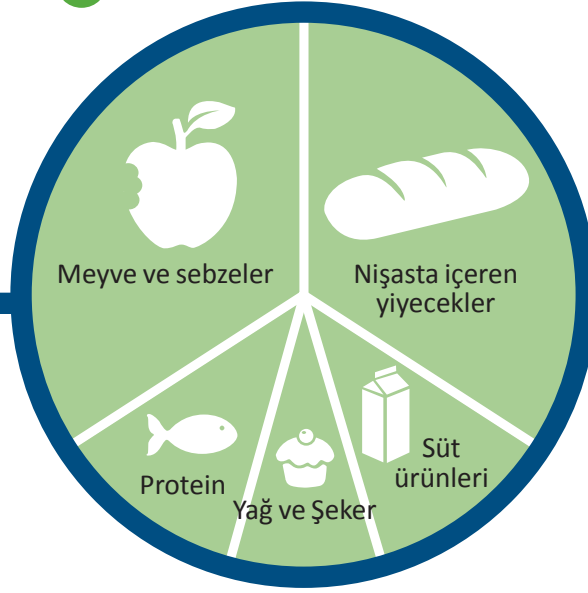 Meyve ve sebzeler
Nişasta içeren
yiyecekler
Protein
Yağ ve Şeker
Süt
ürünleri